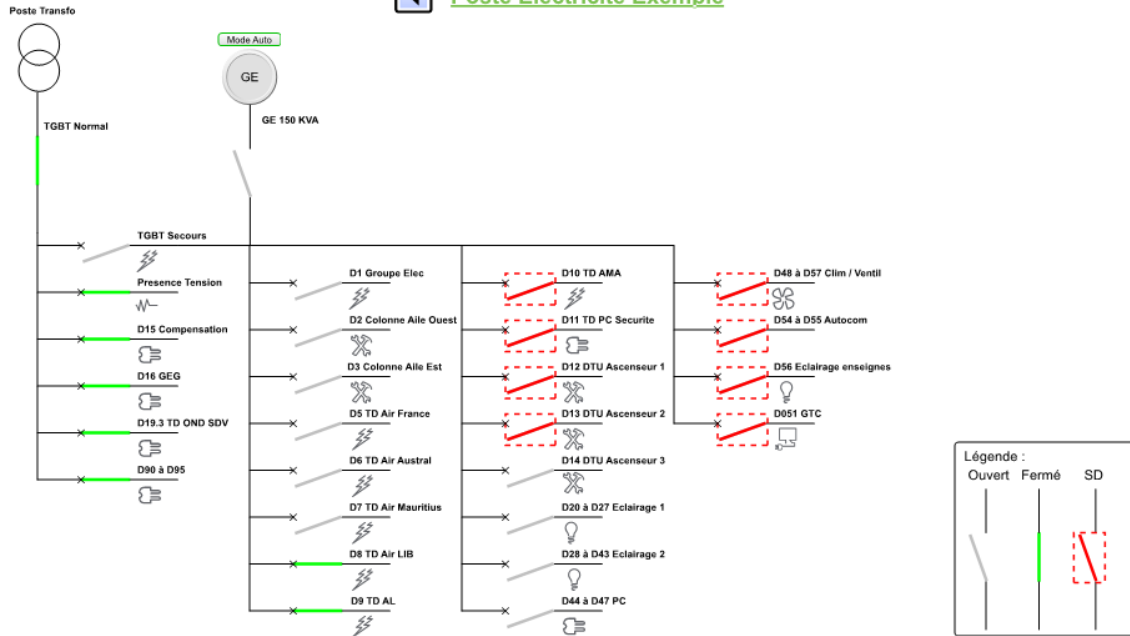 Poste Electricité Exemple
Poste Transfo
Mode Auto
GE
GE 150 KVA
TGBT Normal
TGBT Secours
Presence Tension
D15 Compensation
D16 GEG
D19.3 TD OND SDV
D90 à D95
D1 Groupe Elec
D2 Colonne Aile Ouest
D3 Colonne Aile Est
D5 TD Air France
D6 TD Air Austral
D7 TD Air Mauritius
D8 TD Air LIB
D9 TD AL
D10 TD AMA
D11 TD PC Securite
D12 DTU Ascenseur 1
D13 DTU Ascenseur 2
D14 DTU Ascenseur 3
D20 à D27 Eclairage 1
D28 à D43 Eclairage 2
D44 à D47 PC
D48 à D57 Clim / Ventil
D54 à D55 Autocom
D56 Eclairage enseignes
D051 GTC
Légende :
Ouvert Fermé SD